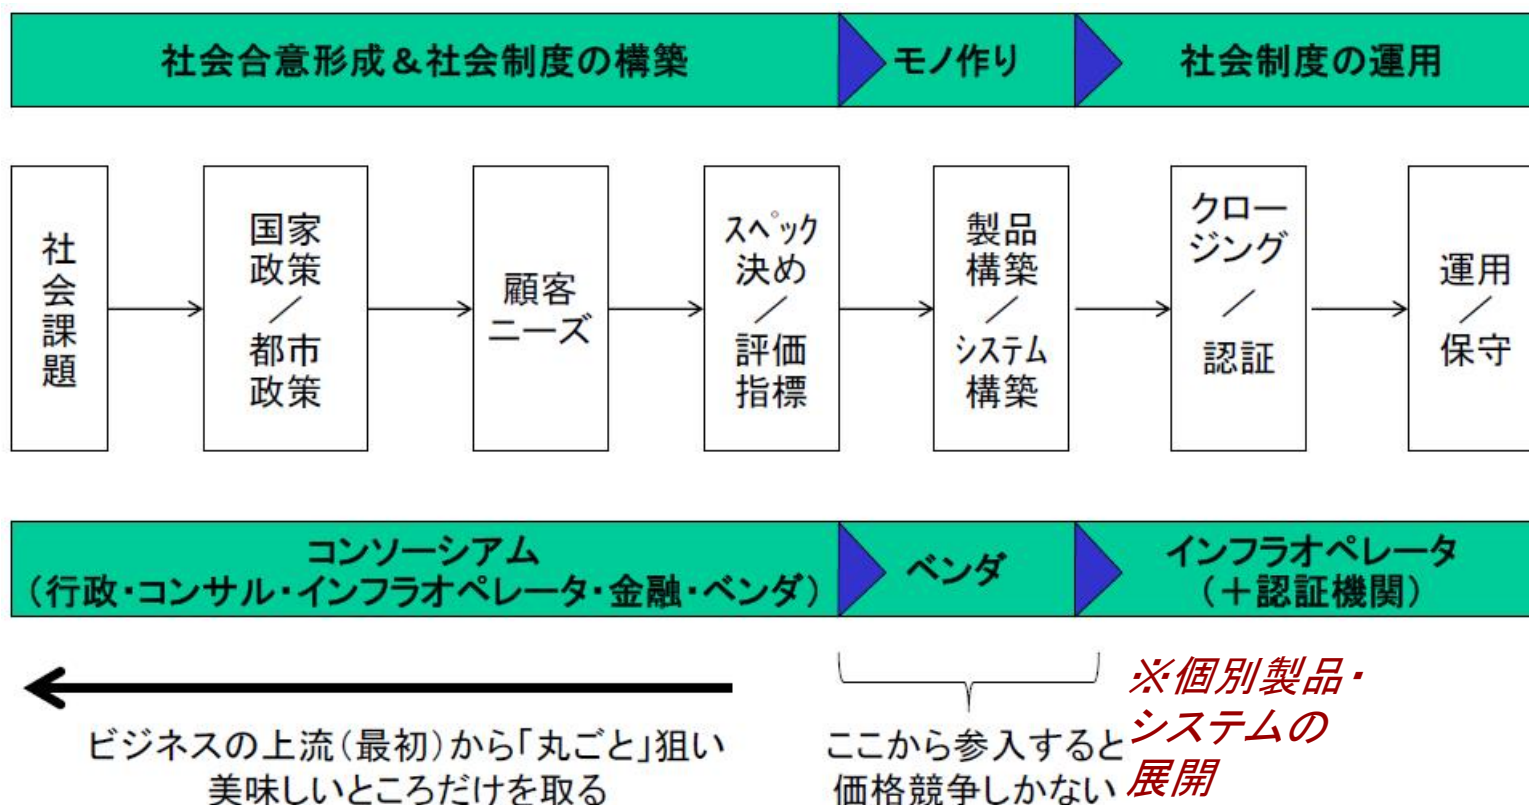 社会合意形成＆社会制度の構築
モノ作り
社会制度の運用
社
会
課
題
国家
政策
／
都市
政策
顧客
ニーズ
スペック
決め
／
評価
指標
製品
構築
／
システム
構築
クロー
ジング
／
認証
運用
／
保守
コンソーシアム
（行政・コンサル・インフラオペレータ・金融・ベンダ）
ベンダ
インフラオペレータ
（＋認証機関）
ビジネスの上流（最初）から「丸ごと」狙い
美味しいところだけを取る
ここから参入すると
価格競争しかない
※個別製品・
システムの
展開